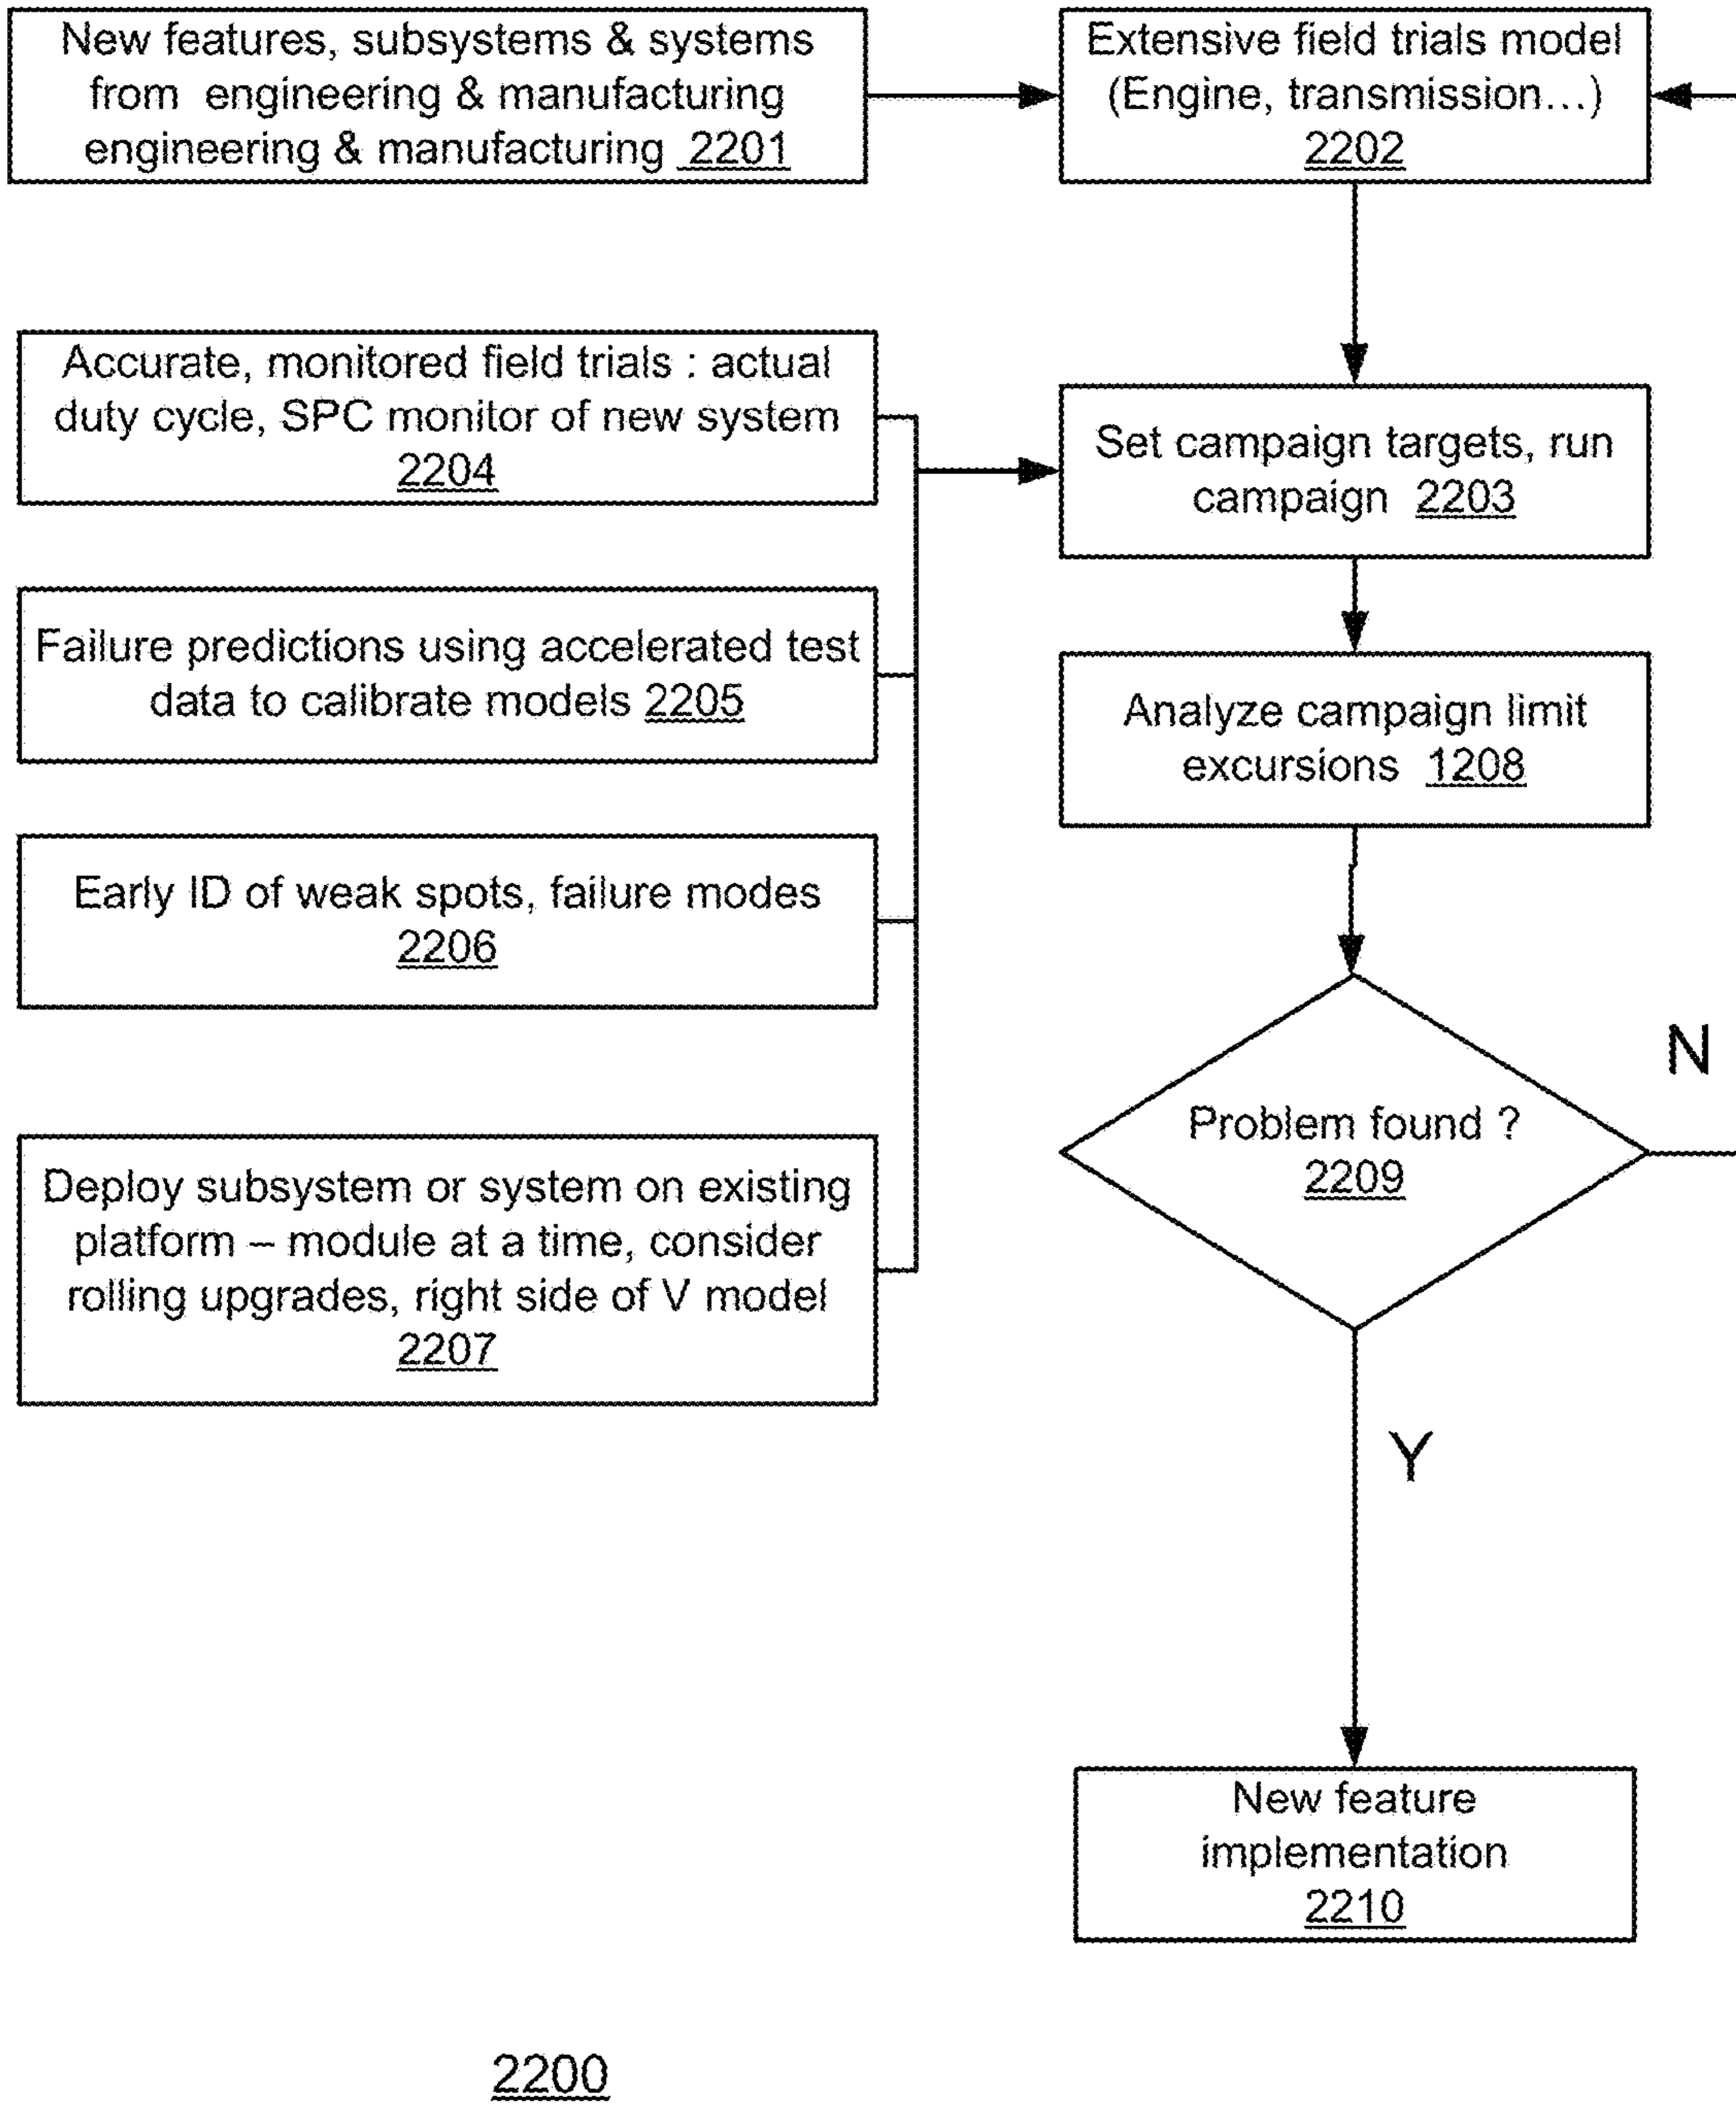 New features, subsystems & systems
from engineering & manufacturing
engineering & manufacturing 2201
Extensive field trials model
(Engine, transmission...)
2202
Accurate, monitored field trials : actual
duty cycle, SPC monitor of new system
2204
Set campaign targets, run
campaign 2203
Failure predictions using accelerated test
data to calibrate models 2205
Analyze campaign limit
excursions 1208
Early ID of weak spots, failure modes
2206
N
Problem found ?
2209
Deploy subsystem or system on existing
platform – module at a time, consider
rolling upgrades, right side of V model
2207
Y
New feature
implementation
2210
2200